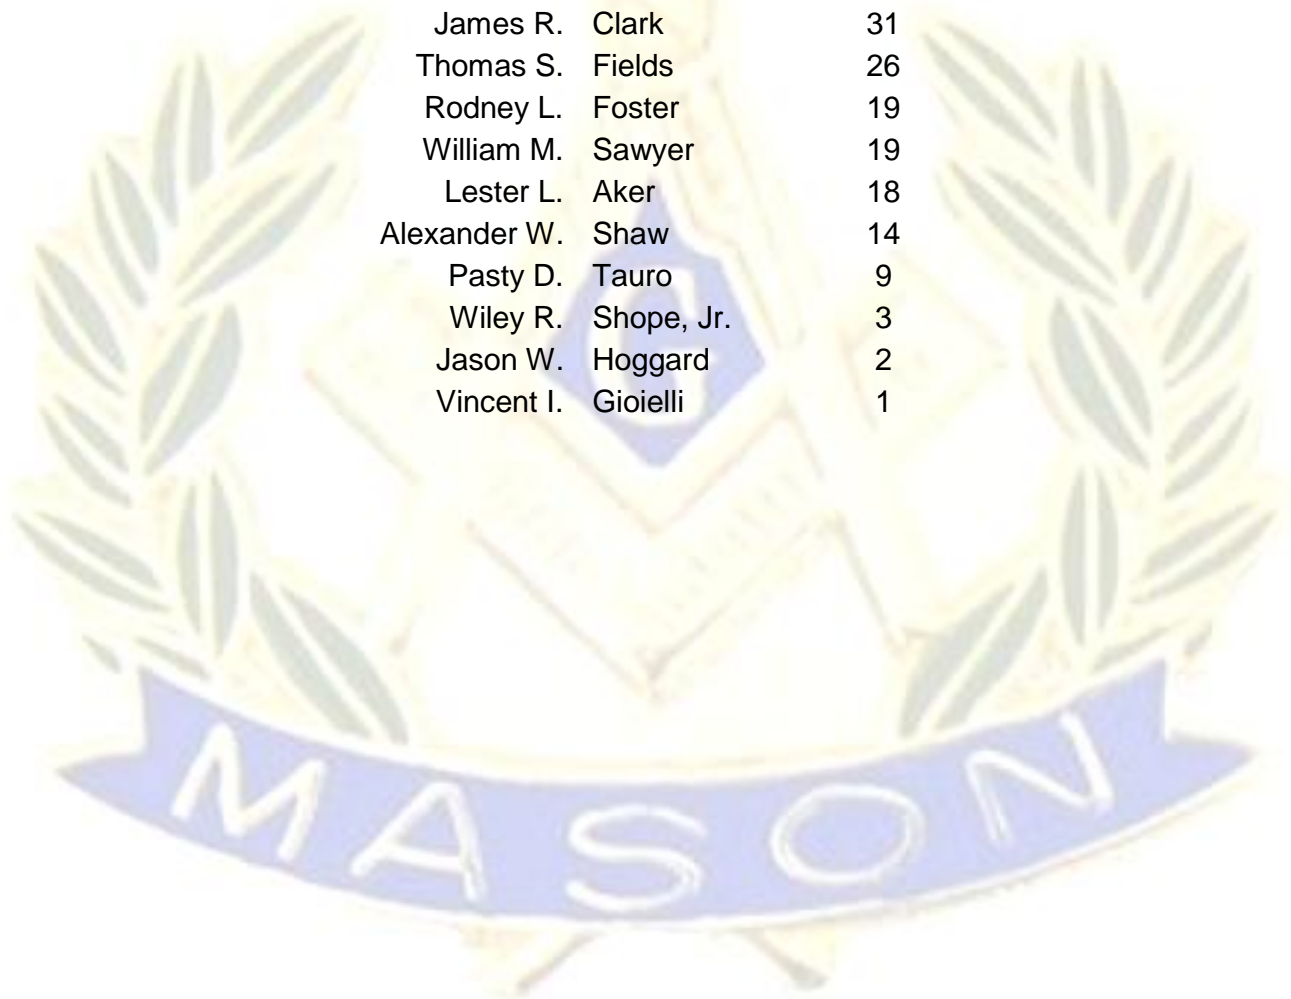 James R. Clark 31
Thomas S. Fields 26
Rodney L. Foster 19
William M. Sawyer 19
Lester L. Aker 18
Alexander W. Shaw 14
Pasty D. Tauro 9
Wiley R. Shope, Jr. 3
Jason W. Hoggard 2
Vincent I. Gioielli 1
G
MASON